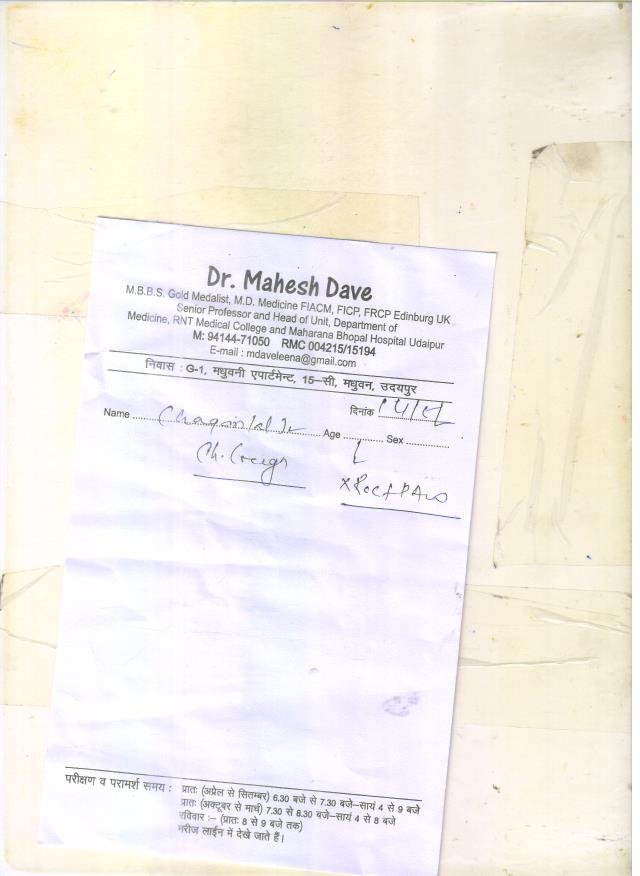 Dr. Mahesh Dave
M.B.B.S. Gold Medalist, M.D. Medicine FIACM, FICP, FRCP Edinburg UK
Senior Professor and Head of Unit, Department of
Medicine, RNT Medical College and Maharana Bhopal Hospital Udaipur
M: 94144-71050 RMC 004215/15194
E-mail : mdaveleena@gmail.com
निवास : G-1, मधुवनी एपार्टमेन्ट, 15-सी, मधुवन, उदयपुर
दिनांक
Name ........ Age ........ Sex ........
परीक्षण व परामर्श समय : प्रातः (अप्रेल से सितम्बर) 6.30 बजे से 7.30 बजे-सायं 4 से 9 बजे
प्रातः (अक्टूबर से मार्च) 7.30 से 8.30 बजे-सायं 4 से 8 बजे
रविवार :- (प्रातः 8 से 9 बजे तक)
मरीज लाईन में देखे जाते हैं।